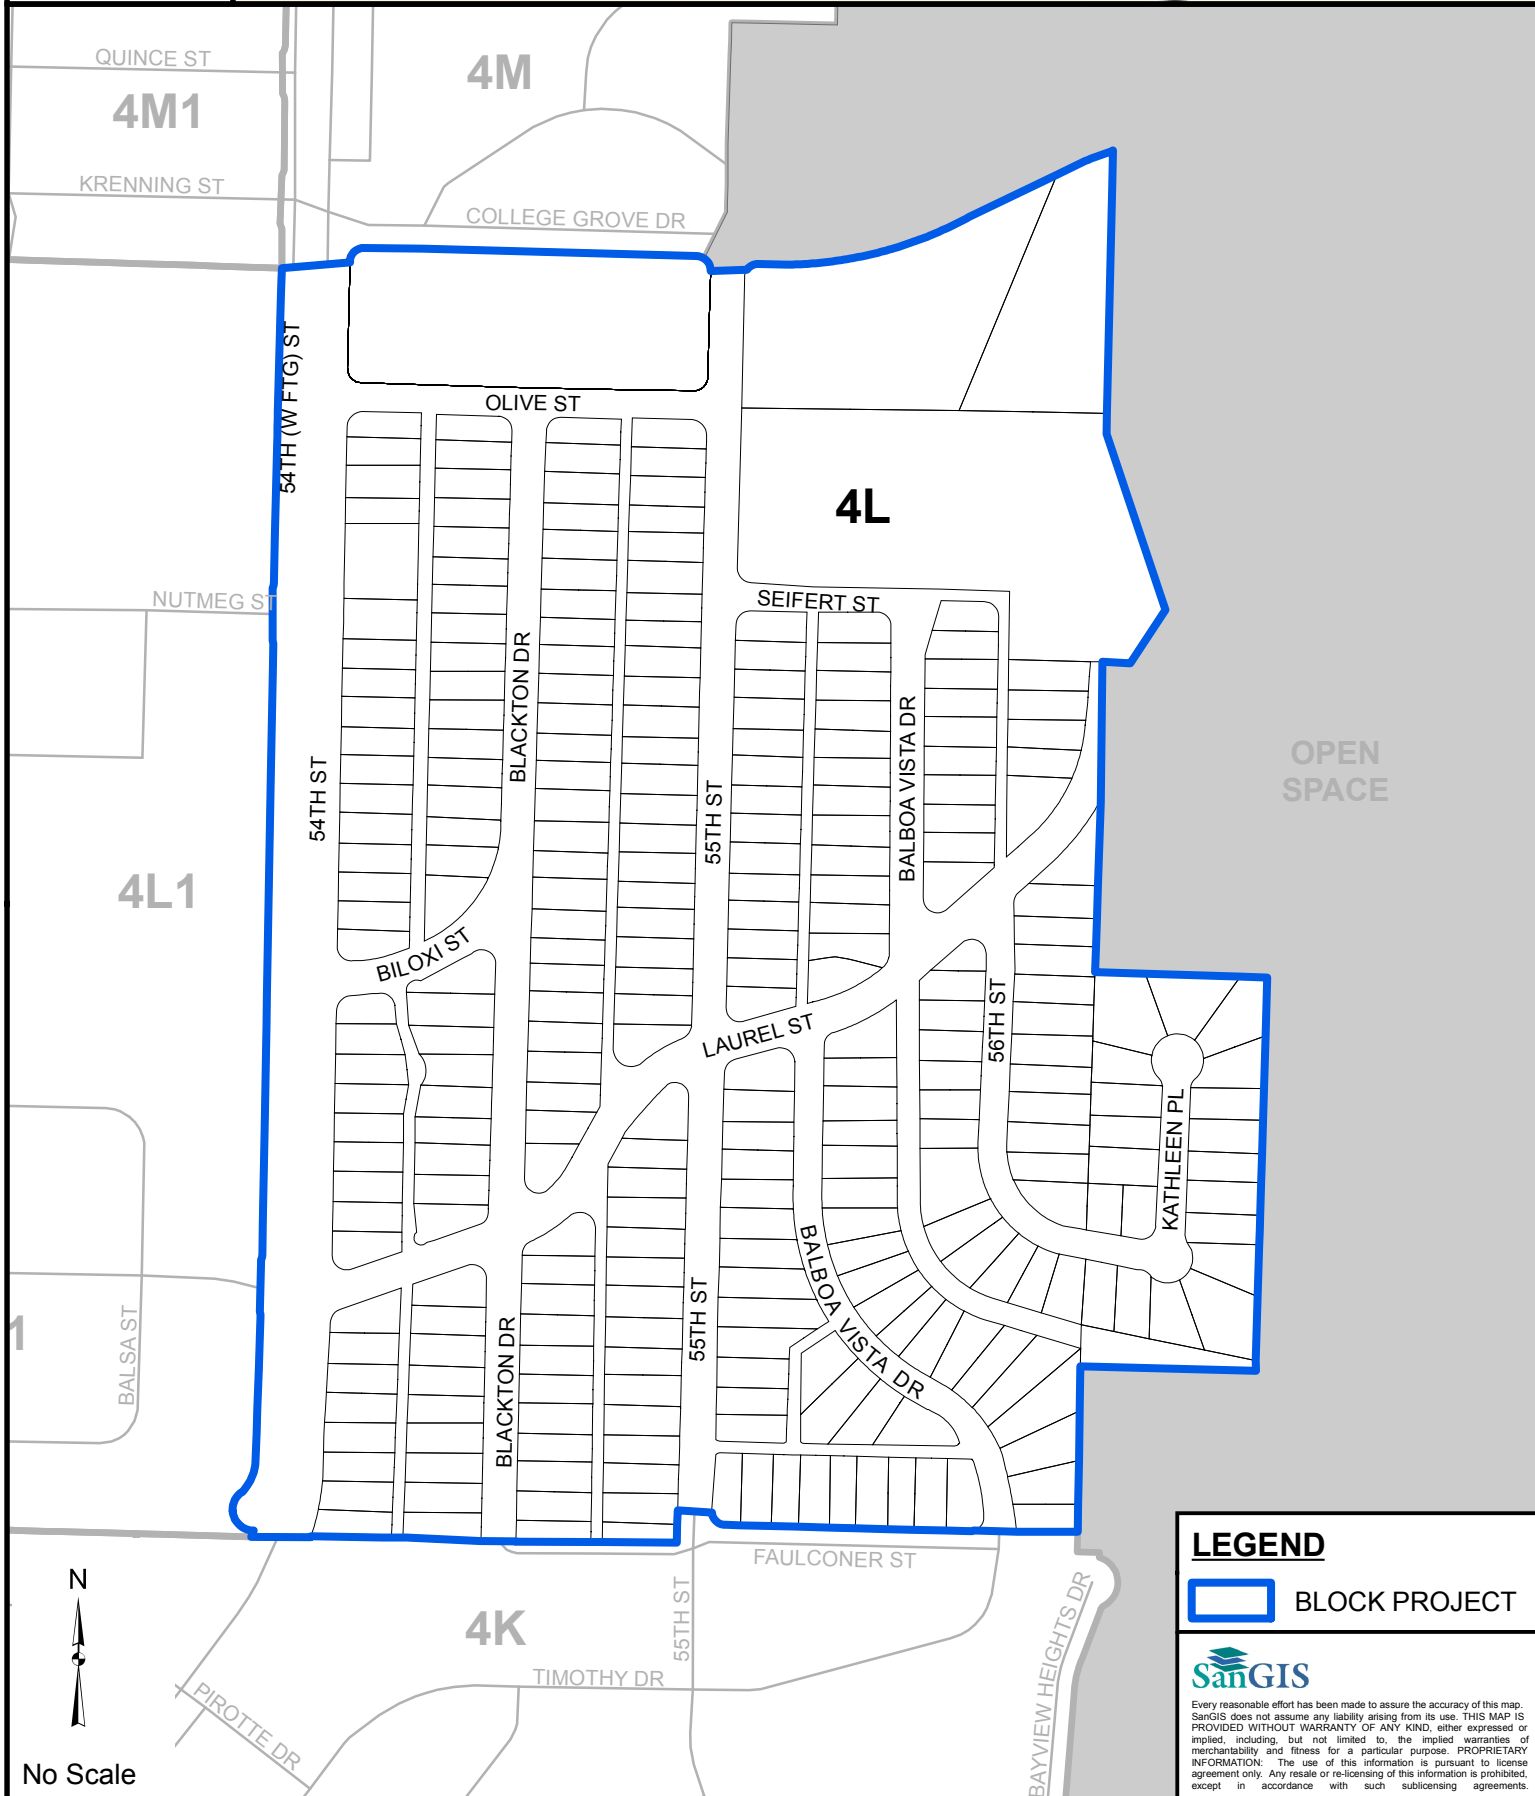 QUINCE ST
4M
4M1
KRENNING ST
COLLEGE GROVE DR
54TH (W FTG) ST
OLIVE ST
4L
NUTMEG ST
SEIFERT ST
BLACKTON DR
BALBOA VISTA DR
OPEN
SPACE
54TH ST
55TH ST
4L1
BILOXI ST
LAUREL ST
56TH ST
KATHLEEN PL
BALBOA VISTA DR
55TH ST
BLACKTON DR
1
BALSA ST
FAULCONER ST
4K
55TH ST
TIMOTHY DR
PIROTTE DR
BAYVIEW HEIGHTS DR
N
No Scale
LEGEND
BLOCK PROJECT
SanGIS
Every reasonable effort has been made to assure the accuracy of this map.
SanGIS does not assume any liability arising from its use. THIS MAP IS
PROVIDED WITHOUT WARRANTY OF ANY KIND, either expressed or
implied, including, but not limited to, the implied warranties of
merchantability and fitness for a particular purpose. PROPRIETARY
INFORMATION: The use of this information is pursuant to license
agreement only. Any resale or re-licensing of this information is prohibited,
except in accordance with such sublicensing agreements.